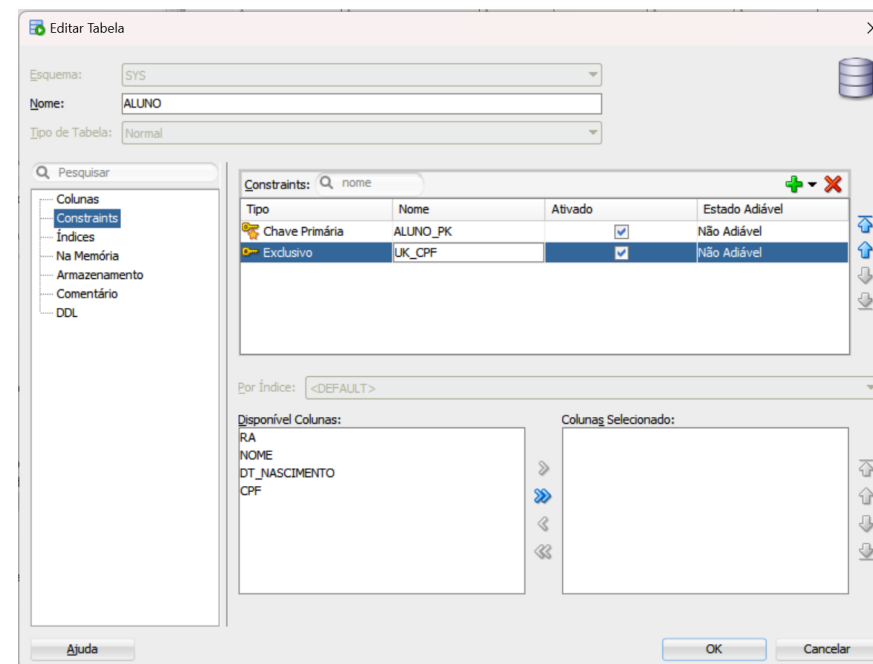 Editar Tabela
Esquema: SYS
Nome: ALUNO
Tipo de Tabela: Normal
Pesquisar
Colunas
Constraints
Índices
Na Memória
Armazenamento
Comentário
DDL
Constraints: nome
Tipo Nome Ativado Estado Adiável
Chave Primária ALUNO_PK Não Adiável
Exclusivo UK_CPF Não Adiável
Por Índice: <DEFAULT>
Disponível Colunas: Colunas Selecionado:
RA
NOME
DT_NASCIMENTO
CPF
Ajuda OK Cancelar